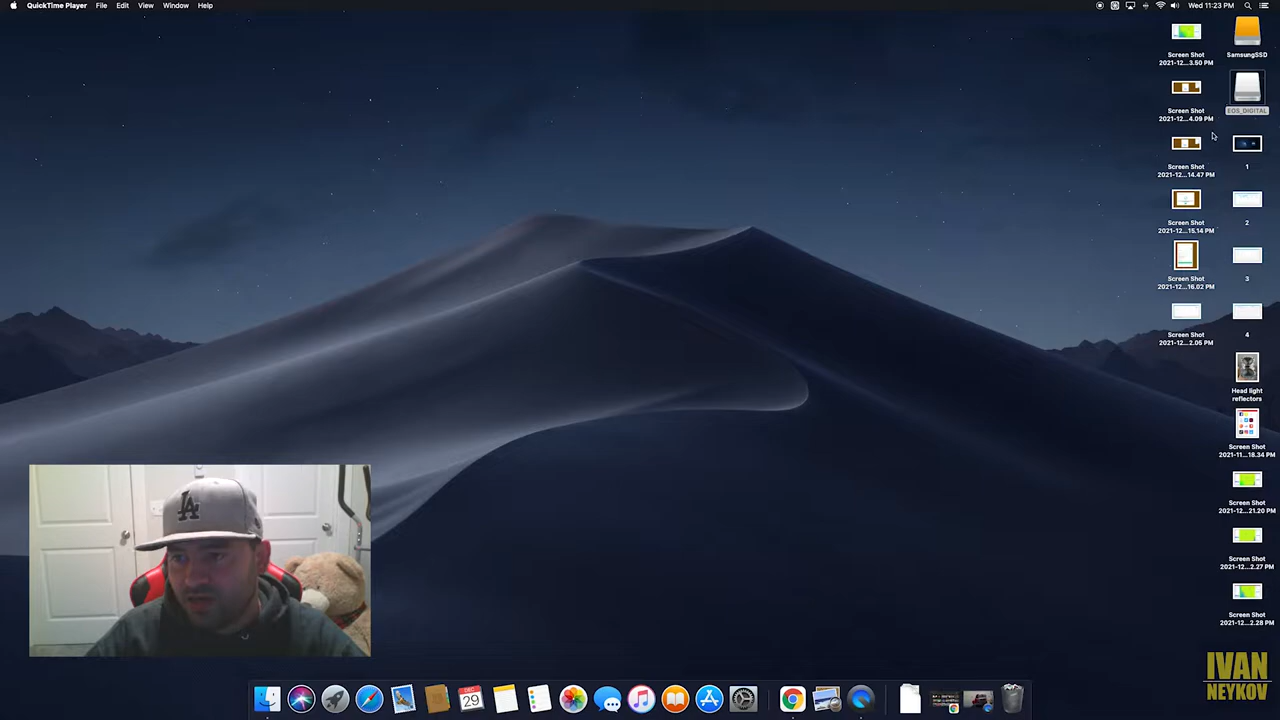 QuickTime Player File Edit View Window Help
Wed 11:23 PM
Screen Shot
2021-12...3.50 PM
SamsungSSD
Screen Shot
2021-12...4.09 PM
EOS_DIGITAL
Screen Shot
2021-12...14.47 PM
1
Screen Shot
2021-12...15.14 PM
2
Screen Shot
2021-12...16.02 PM
3
Screen Shot
2021-12...2.06 PM
4
Head light
reflectors
Screen Shot
2021-11...18.34 PM
Screen Shot
2021-12...21.20 PM
Screen Shot
2021-12...2.27 PM
Screen Shot
2021-12...2.28 PM
LA
DEC
29
IVAN
NEYKOV